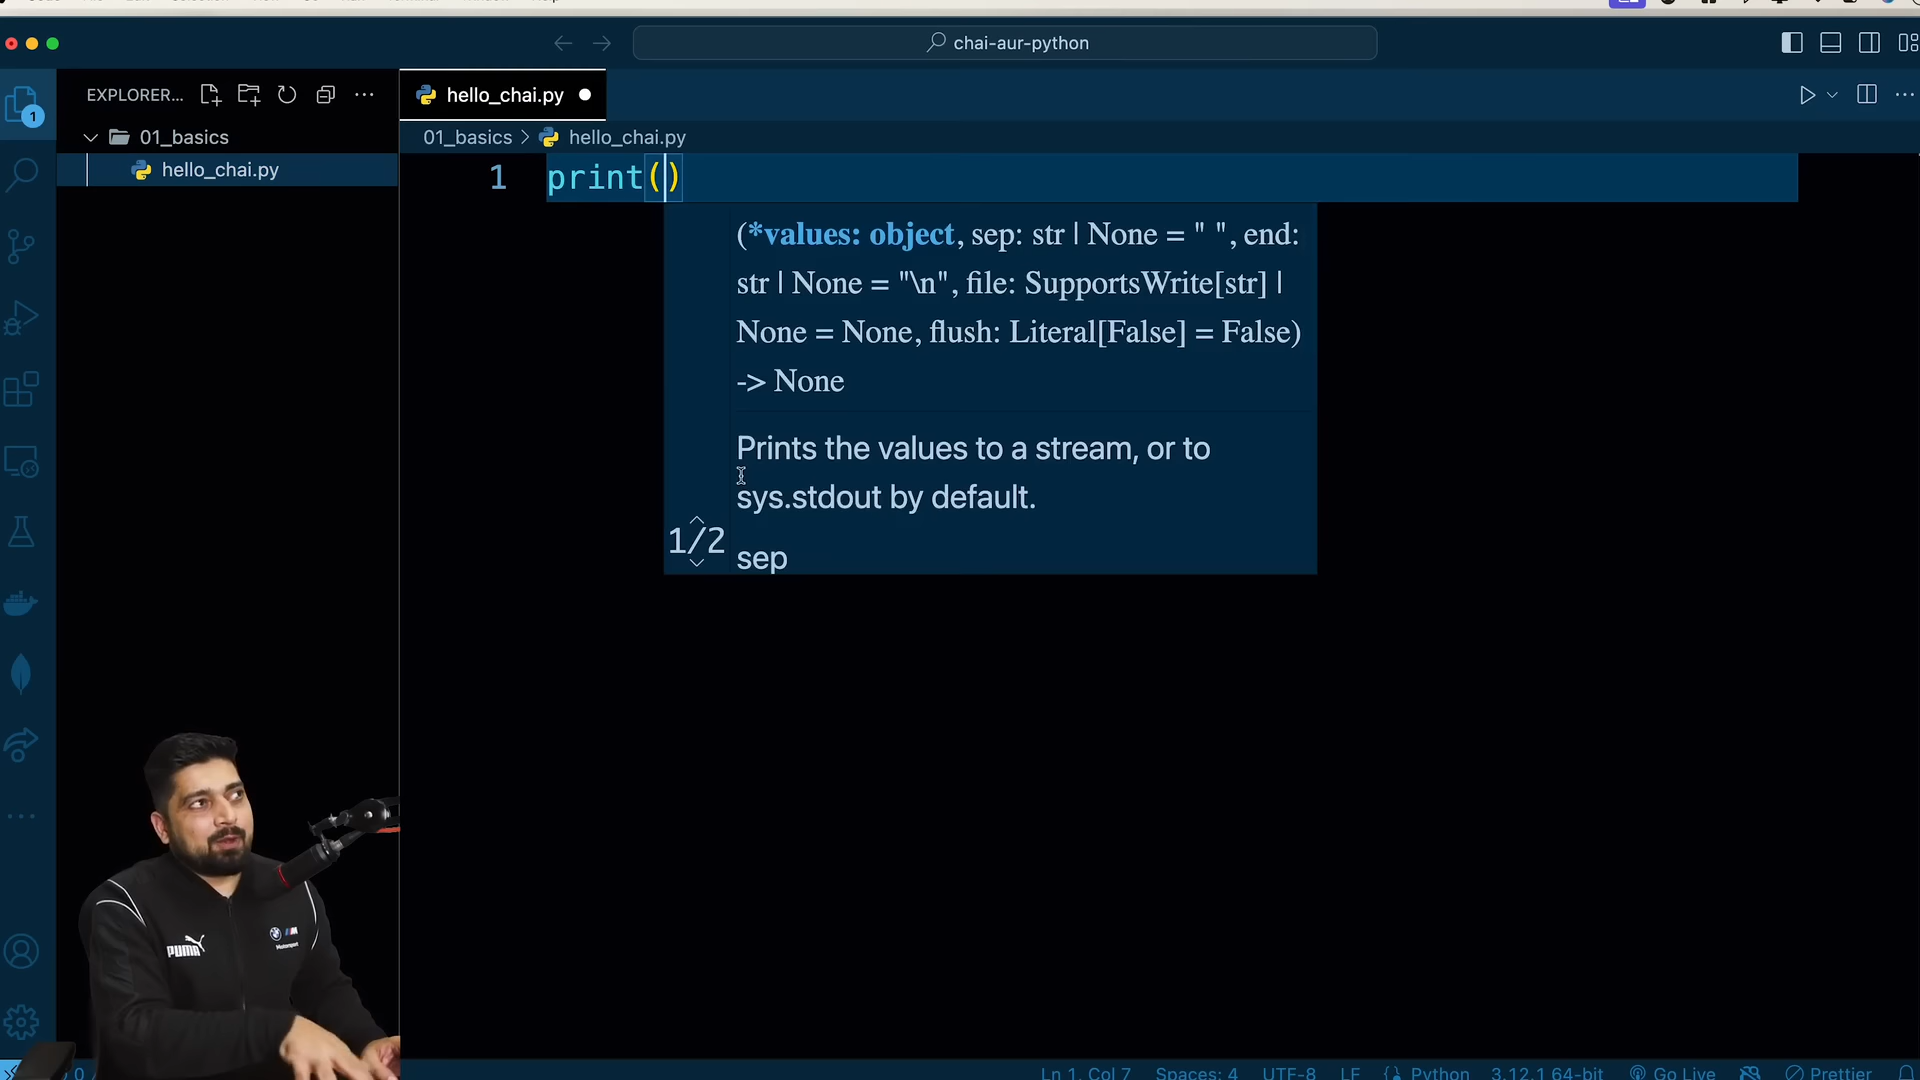 chai-aur-python
EXPLORER...
hello_chai.py
1
01_basics
01_basics > hello_chai.py
hello_chai.py
1 print()
(*values: object, sep: str | None = " ", end:
str | None = "\n", file: SupportsWrite[str] |
None = None, flush: Literal[False] = False)
-> None
Prints the values to a stream, or to
sys.stdout by default.
1/2
sep
PUMA
Motorsport
0
Ln 1, Col 7 Spaces: 4 UTF-8 LF Python 3.12.1 64-bit Go Live Prettier